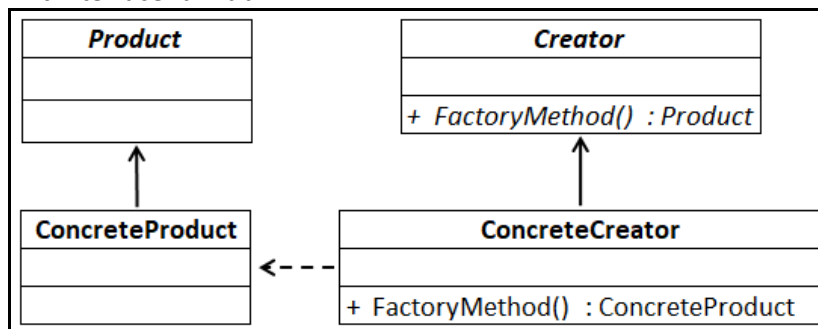 Product
Creator
+ FactoryMethod() : Product
ConcreteProduct
ConcreteCreator
+ FactoryMethod() : ConcreteProduct